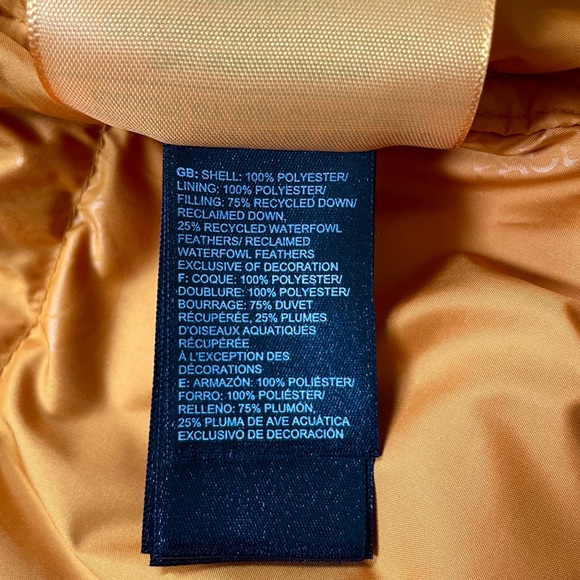 GB: SHELL: 100% POLYESTER/
LINING: 100% POLYESTER/
FILLING: 75% RECYCLED DOWN/
RECLAIMED DOWN,
25% RECYCLED WATERFOWL
FEATHERS/ RECLAIMED
WATERFOWL FEATHERS
EXCLUSIVE OF DECORATION
F: COQUE: 100% POLYESTER/
DOUBLURE: 100% POLYESTER/
BOURRAGE: 75% DUVET
RÉCUPÉRÉE, 25% PLUMES
D'OISEAUX AQUATIQUES
RÉCUPÉRÉE
À L'EXCEPTION DES
DÉCORATIONS
E: ARMAZÓN: 100% POLIÉSTER/
FORRO: 100% POLIÉSTER/
RELLENO: 75% PLUMÓN,
25% PLUMA DE AVE ACUÁTICA
EXCLUSIVO DE DECORACIÓN